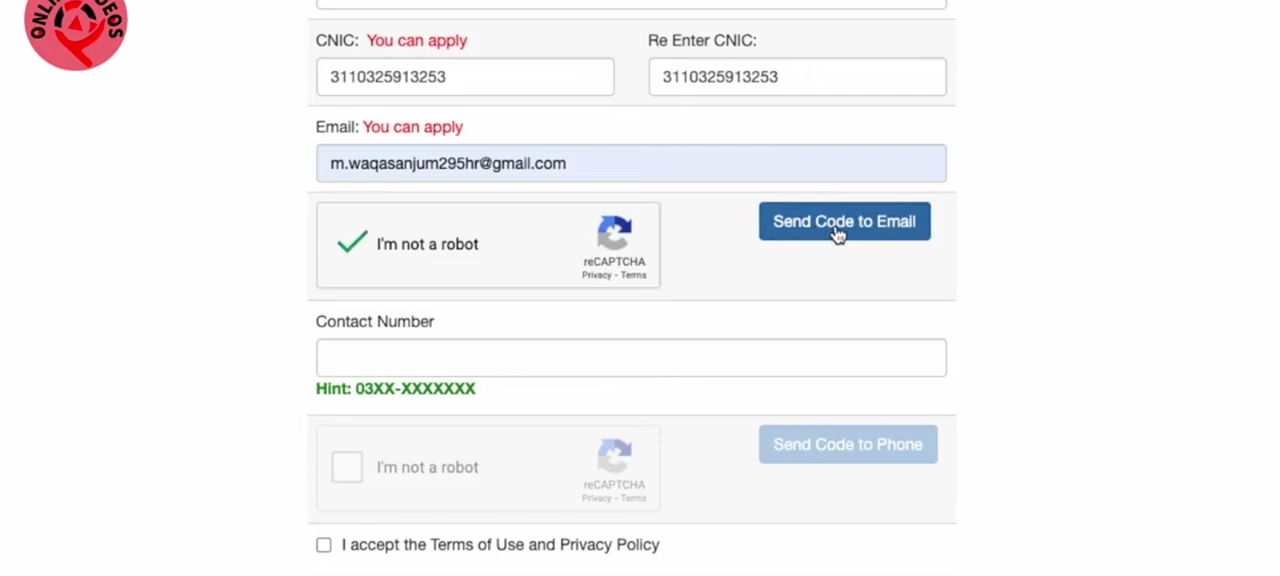 ONLI
DEOS
CNIC: You can apply
Re Enter CNIC:
3110325913253
3110325913253
Email: You can apply
m.waqasanjum295hr@gmail.com
I'm not a robot
reCAPTCHA
Privacy - Terms
Send Code to Email
Contact Number
Hint: 03XX-XXXXXXX
I'm not a robot
reCAPTCHA
Privacy - Terms
Send Code to Phone
I accept the Terms of Use and Privacy Policy